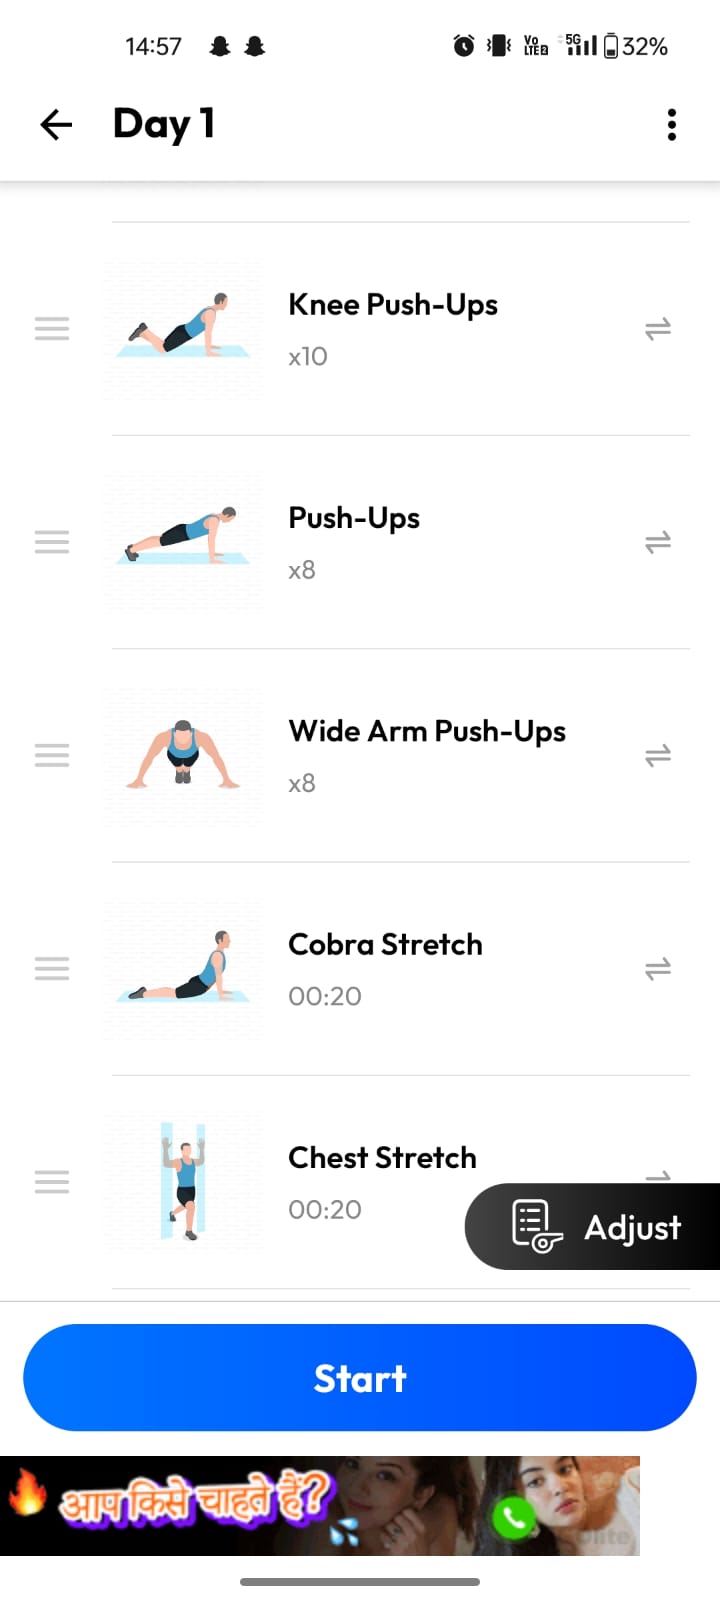 14:57 Vo LTE2 5G 32%
Day 1
Knee Push-Ups
x10
Push-Ups
x8
Wide Arm Push-Ups
x8
Cobra Stretch
00:20
Chest Stretch
00:20
Adjust
Start
आप किसे चाहते हैं?